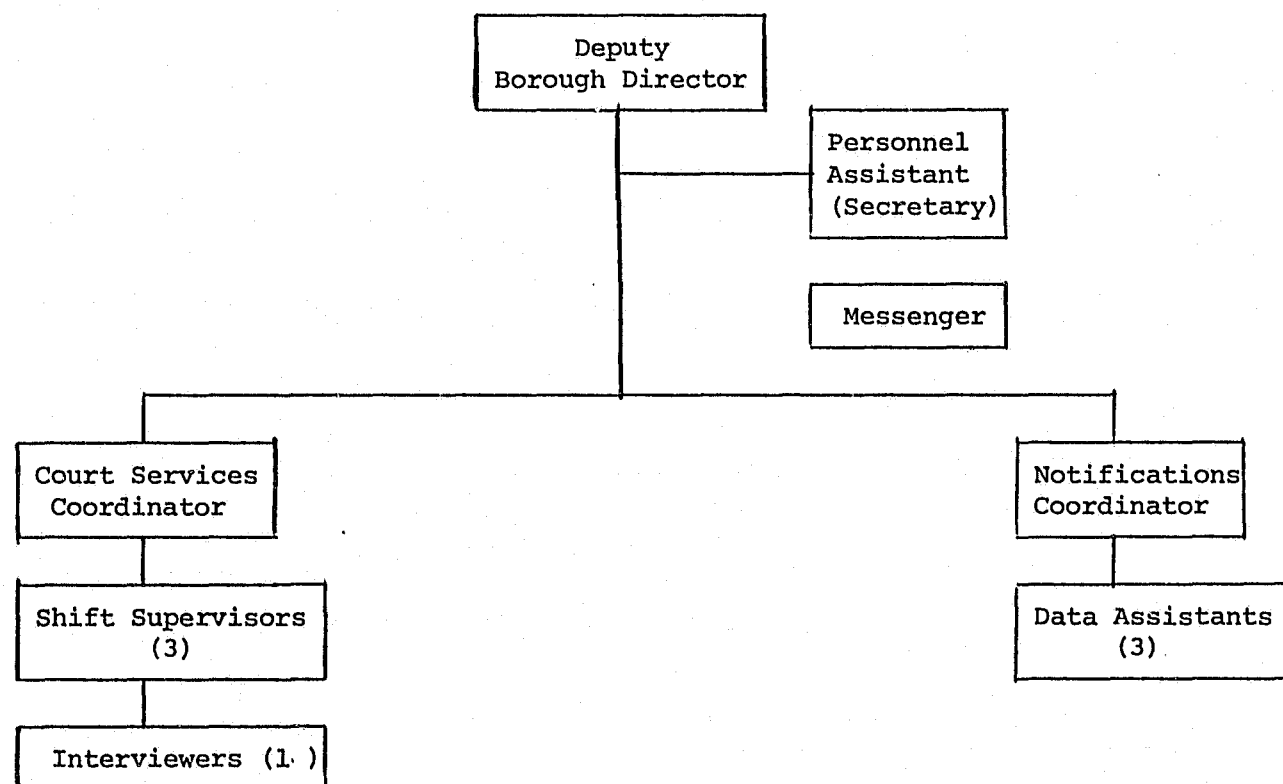 Deputy
Borough Director
Personnel
Assistant
(Secretary)
Messenger
Court Services
Coordinator
Notifications
Coordinator
Shift Supervisors
(3)
Data Assistants
(3)
Interviewers